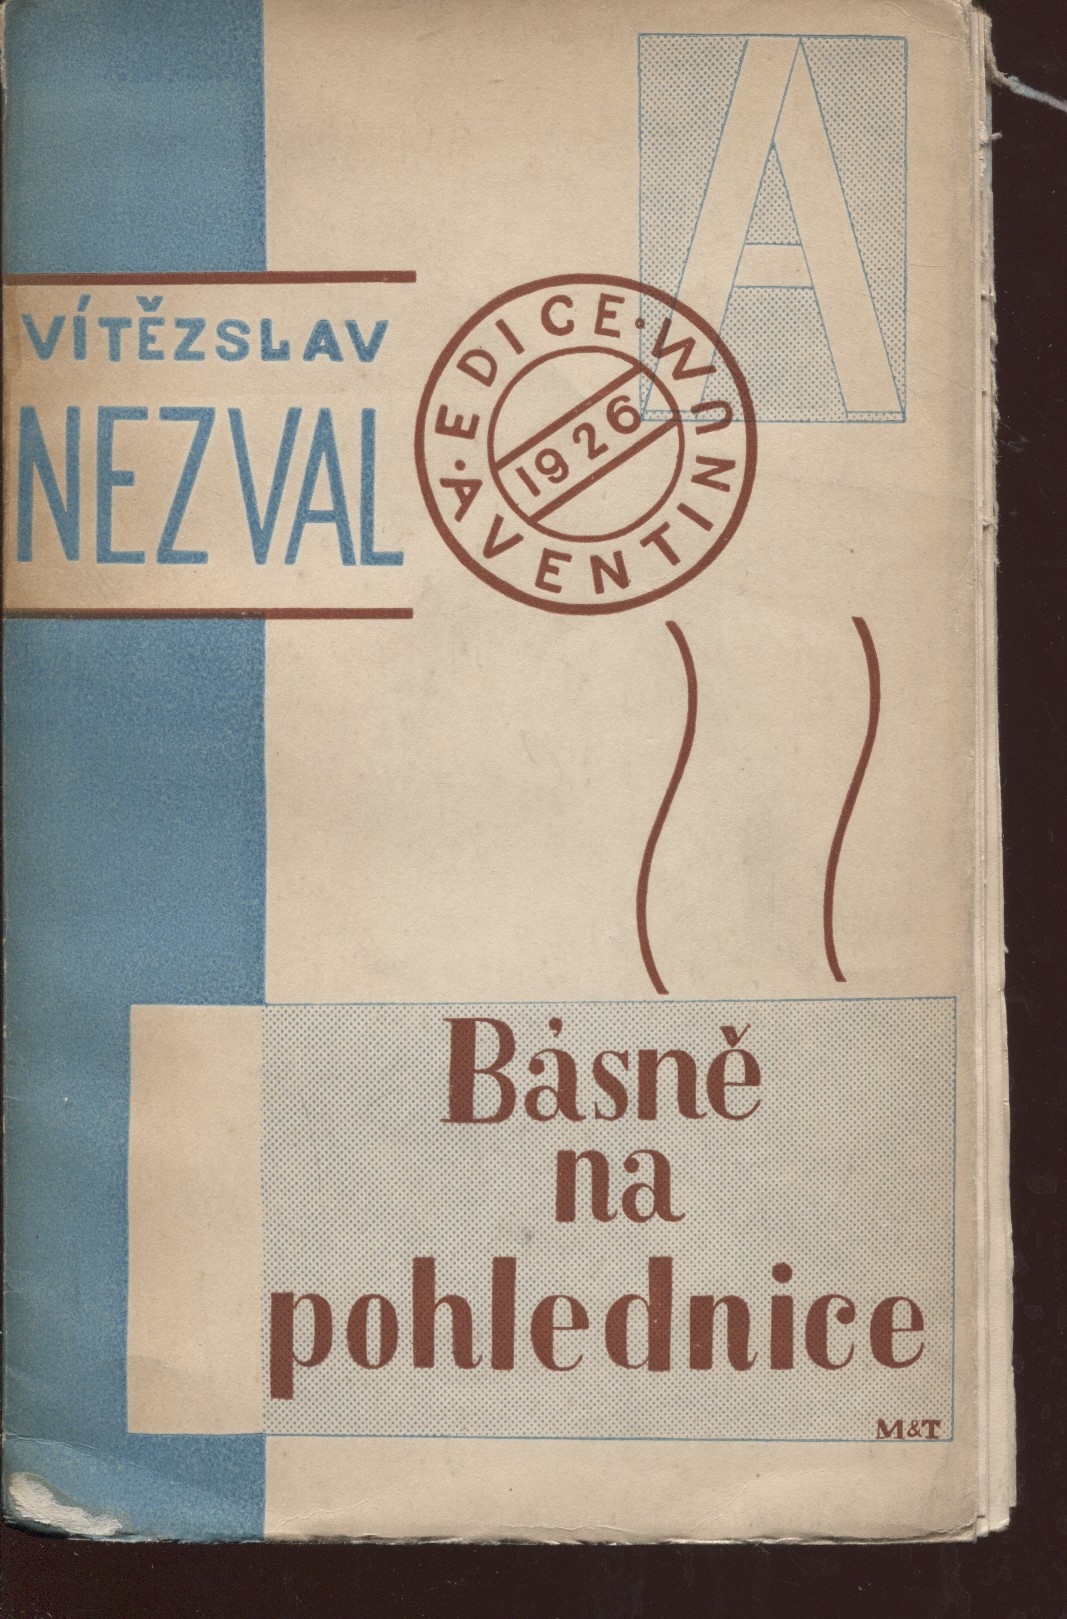 A
VÍTĚZSLAV
NEZVAL
· EDICE · AVENTINUM
1926
Básně
na
pohlednice
M&T